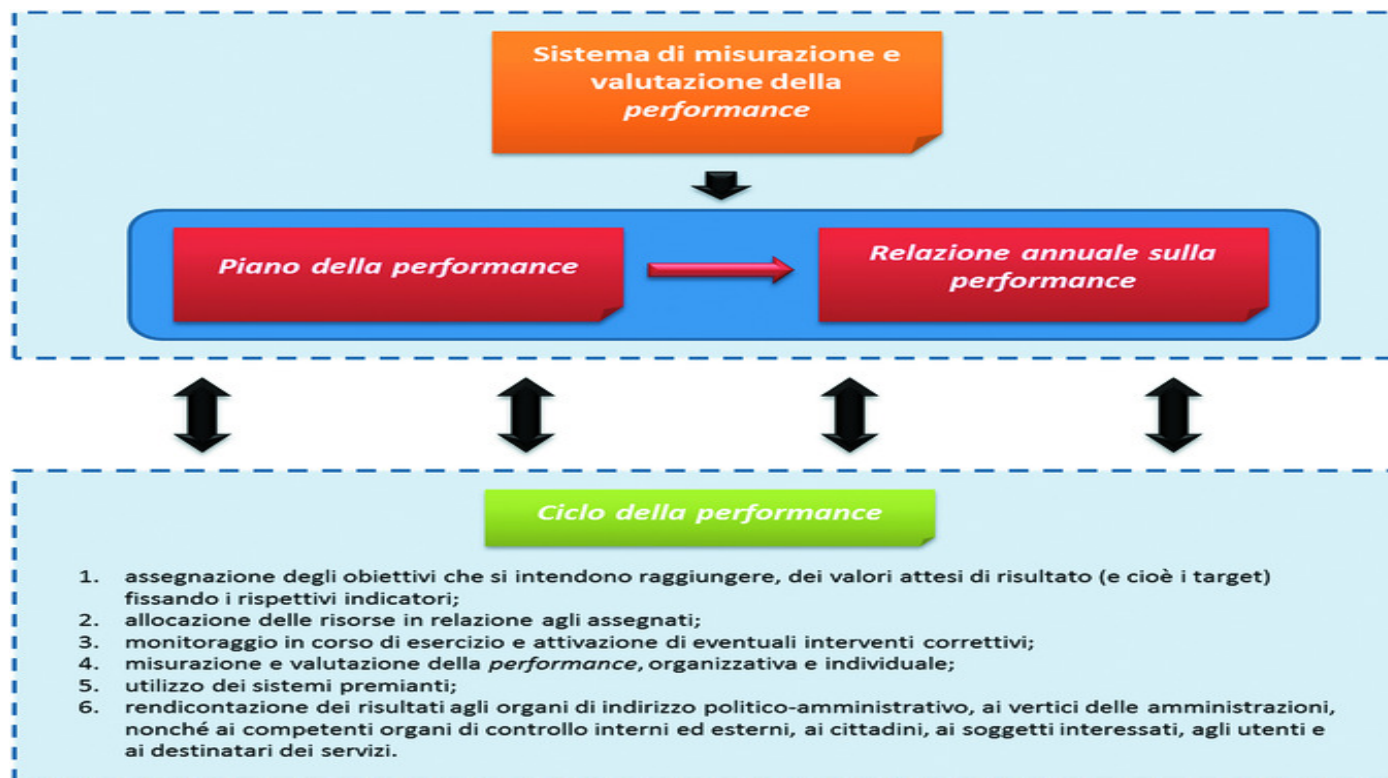 Sistema di misurazione e
valutazione della
performance
Piano della performance
Relazione annuale sulla
performance
Ciclo della performance
1. assegnazione degli obiettivi che si intendono raggiungere, dei valori attesi di risultato (e cioè i target)
fissando i rispettivi indicatori;
2. allocazione delle risorse in relazione agli assegnati;
3. monitoraggio in corso di esercizio e attivazione di eventuali interventi correttivi;
4. misurazione e valutazione della performance, organizzativa e individuale;
5. utilizzo dei sistemi premianti;
6. rendicontazione dei risultati agli organi di indirizzo politico-amministrativo, ai vertici delle amministrazioni,
nonché ai competenti organi di controllo interni ed esterni, ai cittadini, ai soggetti interessati, agli utenti e
ai destinatari dei servizi.